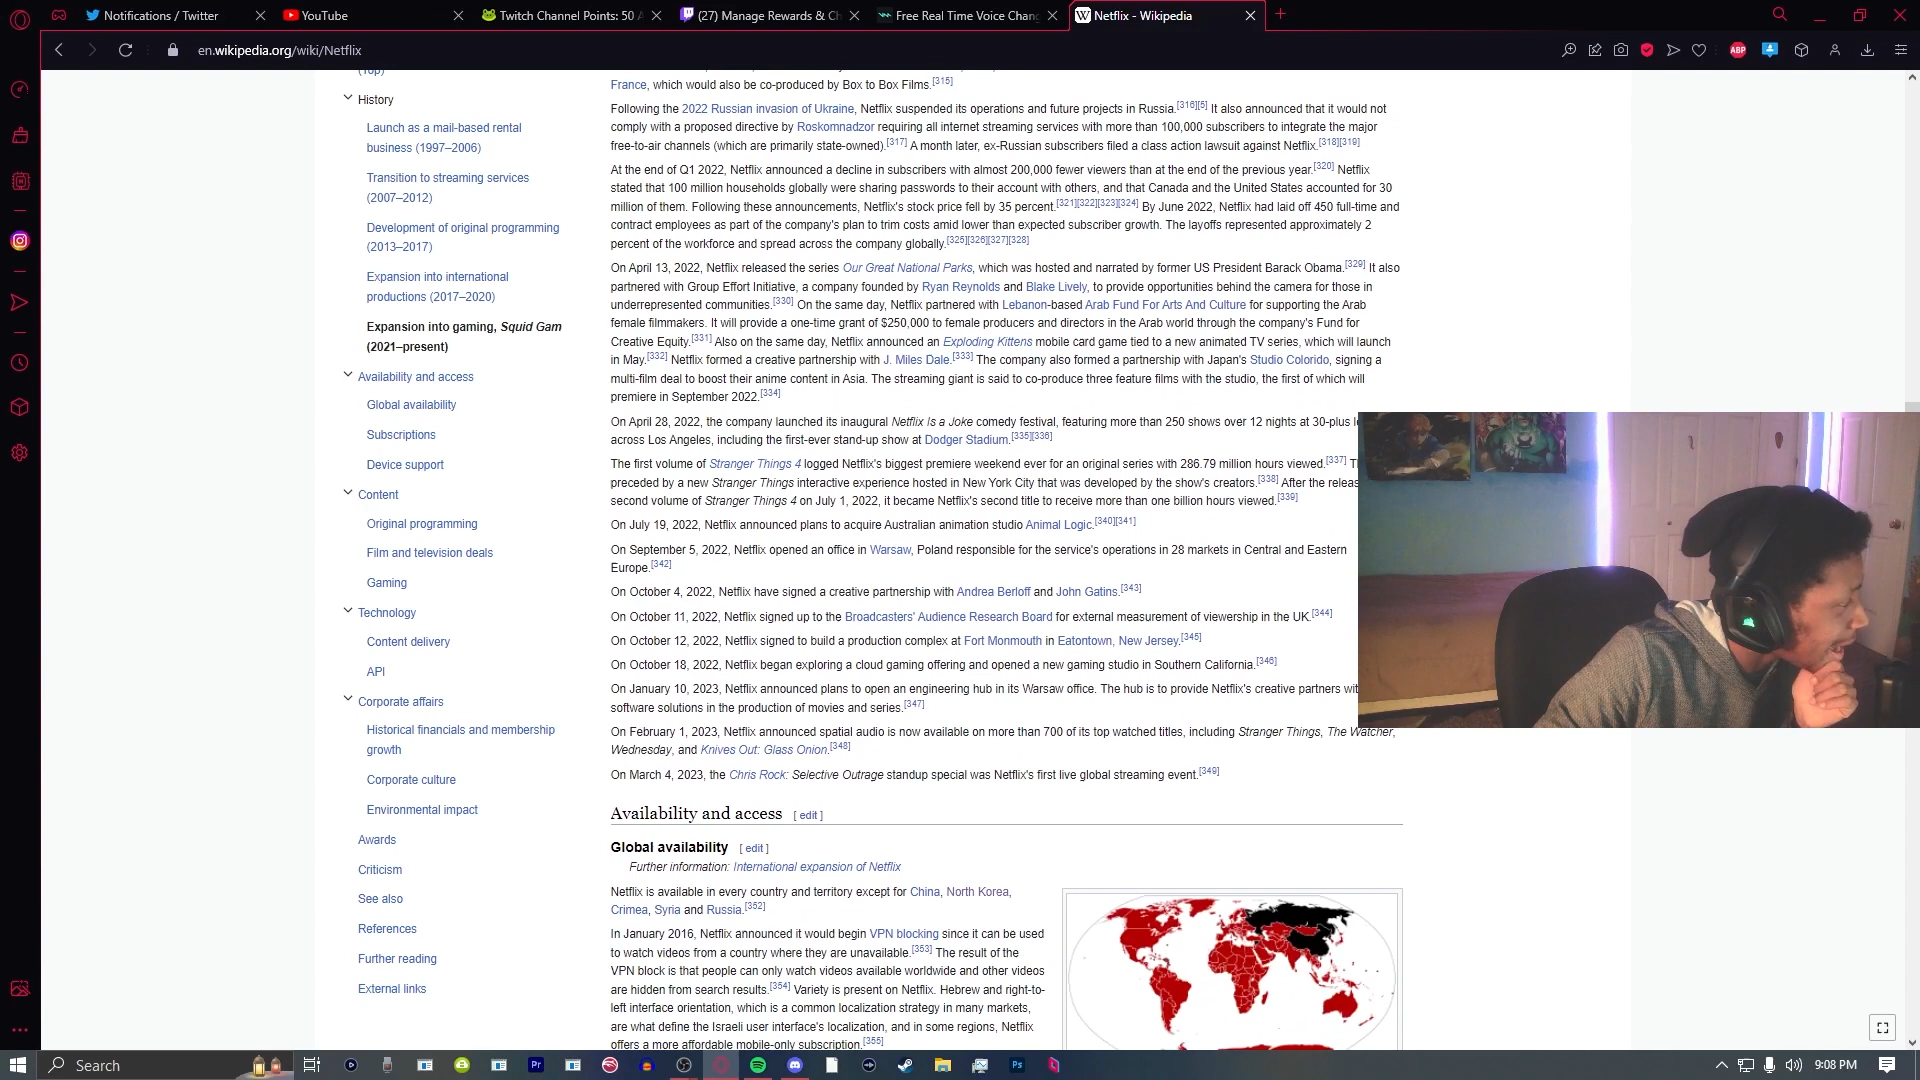 Notifications / Twitter
YouTube
Twitch Channel Points: 50
(27) Manage Rewards & C
Free Real Time Voice Chan
Netflix - Wikipedia
en.wikipedia.org/wiki/Netflix
ABP
(Top)
History
Launch as a mail-based rental
business (1997–2006)
Transition to streaming services
(2007–2012)
Development of original programming
(2013–2017)
Expansion into international
productions (2017–2020)
Expansion into gaming, Squid Gam
(2021–present)
Availability and access
Global availability
Subscriptions
Device support
Content
Original programming
Film and television deals
Gaming
Technology
Content delivery
API
Corporate affairs
Historical financials and membership
growth
Corporate culture
Environmental impact
Awards
Criticism
See also
References
Further reading
External links
France, which would also be co-produced by Box to Box Films.[315]
Following the 2022 Russian invasion of Ukraine, Netflix suspended its operations and future projects in Russia.[316][5] It also announced that it would not
comply with a proposed directive by Roskomnadzor requiring all internet streaming services with more than 100,000 subscribers to integrate the major
free-to-air channels (which are primarily state-owned).[317] A month later, ex-Russian subscribers filed a class action lawsuit against Netflix.[318][319]
At the end of Q1 2022, Netflix announced a decline in subscribers with almost 200,000 fewer viewers than at the end of the previous year.[320] Netflix
stated that 100 million households globally were sharing passwords to their account with others, and that Canada and the United States accounted for 30
million of them. Following these announcements, Netflix's stock price fell by 35 percent.[321][322][323][324] By June 2022, Netflix had laid off 450 full-time and
contract employees as part of the company's plan to trim costs amid lower than expected subscriber growth. The layoffs represented approximately 2
percent of the workforce and spread across the company globally.[325][326][327][328]
On April 13, 2022, Netflix released the series Our Great National Parks, which was hosted and narrated by former US President Barack Obama.[329] It also
partnered with Group Effort Initiative, a company founded by Ryan Reynolds and Blake Lively, to provide opportunities behind the camera for those in
underrepresented communities.[330] On the same day, Netflix partnered with Lebanon-based Arab Fund For Arts And Culture for supporting the Arab
female filmmakers. It will provide a one-time grant of $250,000 to female producers and directors in the Arab world through the company's Fund for
Creative Equity.[331] Also on the same day, Netflix announced an Exploding Kittens mobile card game tied to a new animated TV series, which will launch
in May.[332] Netflix formed a creative partnership with J. Miles Dale.[333] The company also formed a partnership with Japan's Studio Colorido, signing a
multi-film deal to boost their anime content in Asia. The streaming giant is said to co-produce three feature films with the studio, the first of which will
premiere in September 2022.[334]
On April 28, 2022, the company launched its inaugural Netflix Is a Joke comedy festival, featuring more than 250 shows over 12 nights at 30-plus l
across Los Angeles, including the first-ever stand-up show at Dodger Stadium.[335][336]
The first volume of Stranger Things 4 logged Netflix's biggest premiere weekend ever for an original series with 286.79 million hours viewed.[337] T
preceded by a new Stranger Things interactive experience hosted in New York City that was developed by the show's creators.[338] After the releas
second volume of Stranger Things 4 on July 1, 2022, it became Netflix's second title to receive more than one billion hours viewed.[339]
On July 19, 2022, Netflix announced plans to acquire Australian animation studio Animal Logic.[340][341]
On September 5, 2022, Netflix opened an office in Warsaw, Poland responsible for the service's operations in 28 markets in Central and Eastern
Europe.[342]
On October 4, 2022, Netflix have signed a creative partnership with Andrea Berloff and John Gatins.[343]
On October 11, 2022, Netflix signed up to the Broadcasters' Audience Research Board for external measurement of viewership in the UK.[344]
On October 12, 2022, Netflix signed to build a production complex at Fort Monmouth in Eatontown, New Jersey.[345]
On October 18, 2022, Netflix began exploring a cloud gaming offering and opened a new gaming studio in Southern California.[346]
On January 10, 2023, Netflix announced plans to open an engineering hub in its Warsaw office. The hub is to provide Netflix's creative partners wit
software solutions in the production of movies and series.[347]
On February 1, 2023, Netflix announced spatial audio is now available on more than 700 of its top watched titles, including Stranger Things, The Watcher,
Wednesday, and Knives Out: Glass Onion.[348]
On March 4, 2023, the Chris Rock: Selective Outrage standup special was Netflix's first live global streaming event.[349]
Availability and access [ edit ]
Global availability [ edit ]
Further information: International expansion of Netflix
Netflix is available in every country and territory except for China, North Korea,
Crimea, Syria and Russia.[352]
In January 2016, Netflix announced it would begin VPN blocking since it can be used
to watch videos from a country where they are unavailable.[353] The result of the
VPN block is that people can only watch videos available worldwide and other videos
are hidden from search results.[354] Variety is present on Netflix. Hebrew and right-to-
left interface orientation, which is a common localization strategy in many markets,
are what define the Israeli user interface's localization, and in some regions, Netflix
offers a more affordable mobile-only subscription.[355]
Search
Pr
Ps
9:08 PM